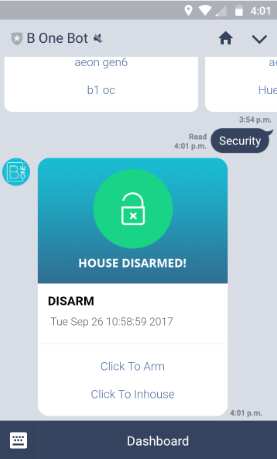 4:01
B One Bot
aeon gen6
b1 oc
a
Hue
3:54 p.m.
Read
4:01 p.m.
Security
B
ONE
HOUSE DISARMED!
DISARM
Tue Sep 26 10:58:59 2017
Click To Arm
Click To Inhouse
4:01 p.m.
Dashboard